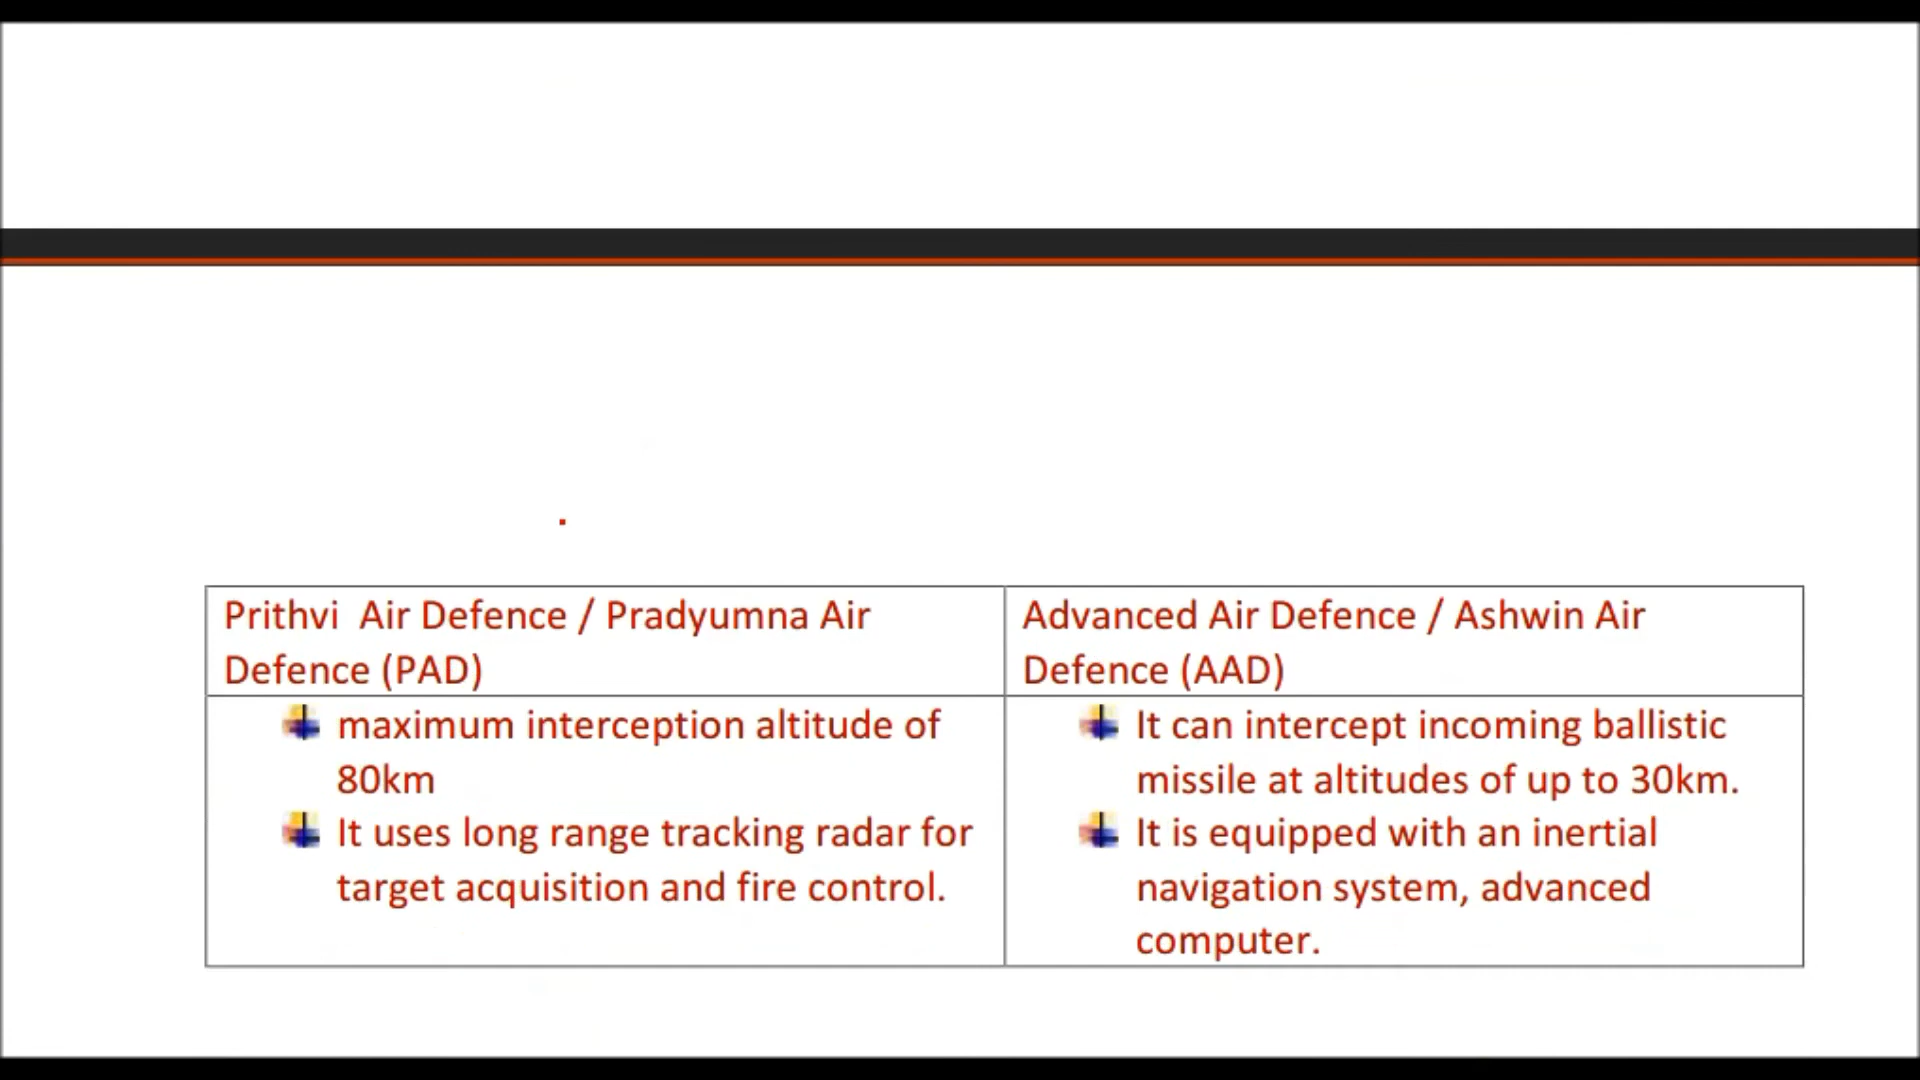 Prithvi  Air Defence / Pradyumna Air
Defence (PAD)
maximum interception altitude of
80km
It uses long range tracking radar for
target acquisition and fire control.
Advanced Air Defence / Ashwin Air
Defence (AAD)
It can intercept incoming ballistic
missile at altitudes of up to 30km.
It is equipped with an inertial
navigation system, advanced
computer.